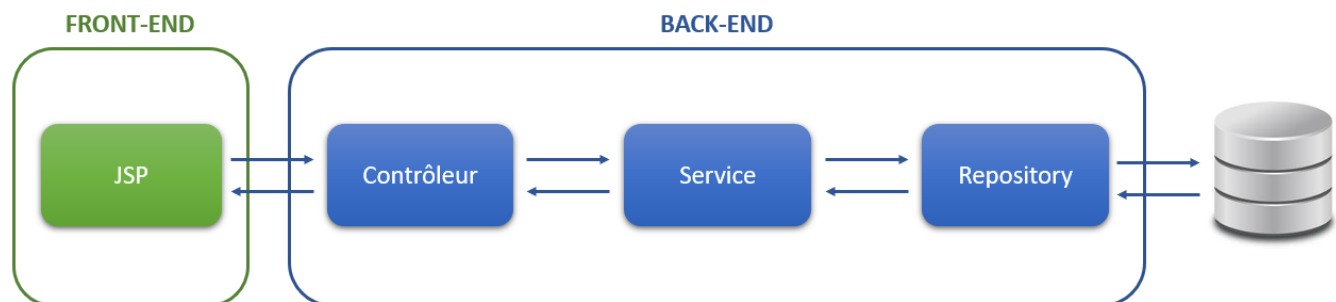 FRONT-END
BACK-END
JSP
Contrôleur
Service
Repository